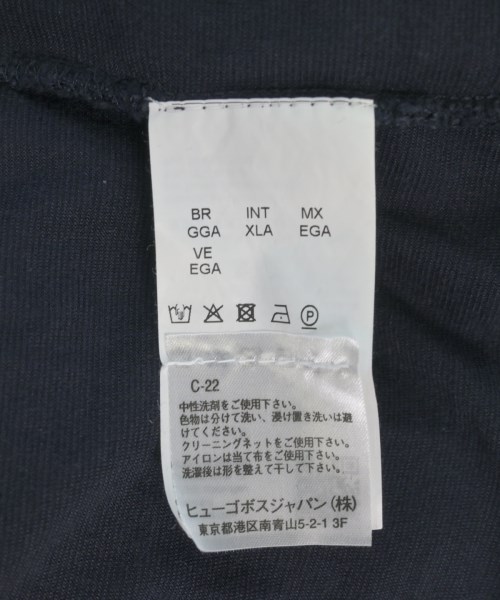 BR INT MX
GGA XLA EGA
VE
EGA
P
C-22
中性洗剤をご使用下さい。
色物は分けて洗い、浸け置き洗いは避
けてください。
クリーニングネットをご使用下さい。
アイロンは当て布をご使用下さい。
洗濯後は形を整えて干して下さい。
ヒューゴボスジャパン(株)
東京都港区南青山5-2-1 3F